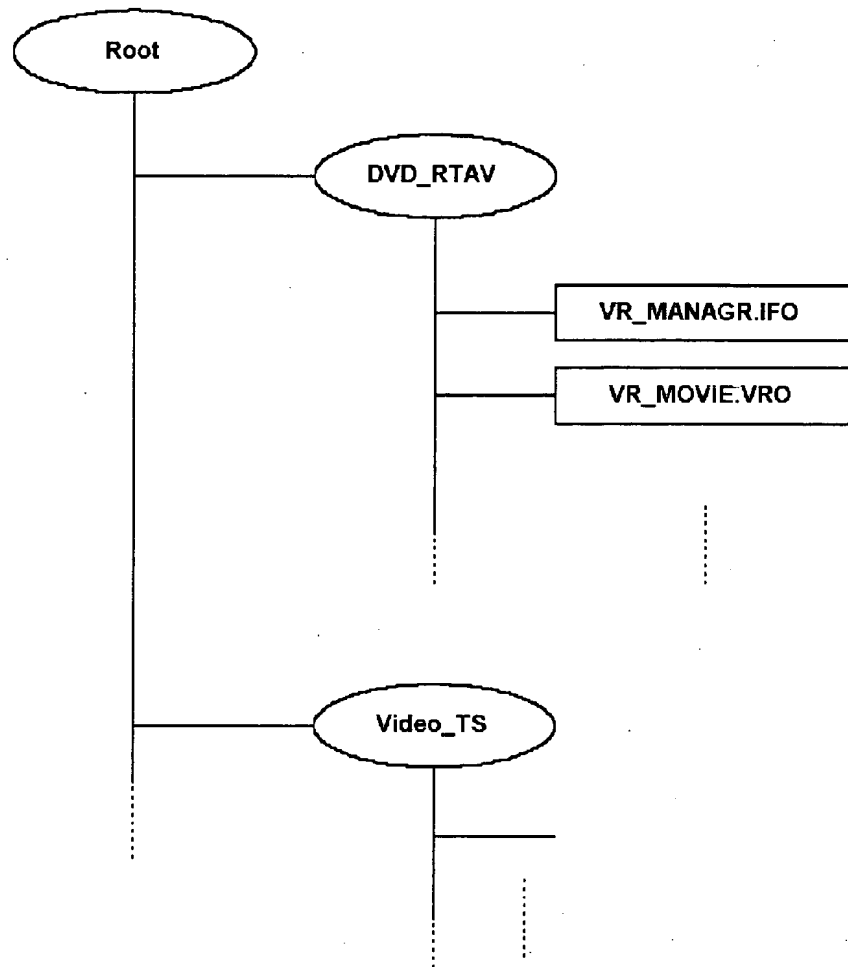 Root
DVD_RTAV
VR_MANAGR.IFO
VR_MOVIE.VRO
Video_TS